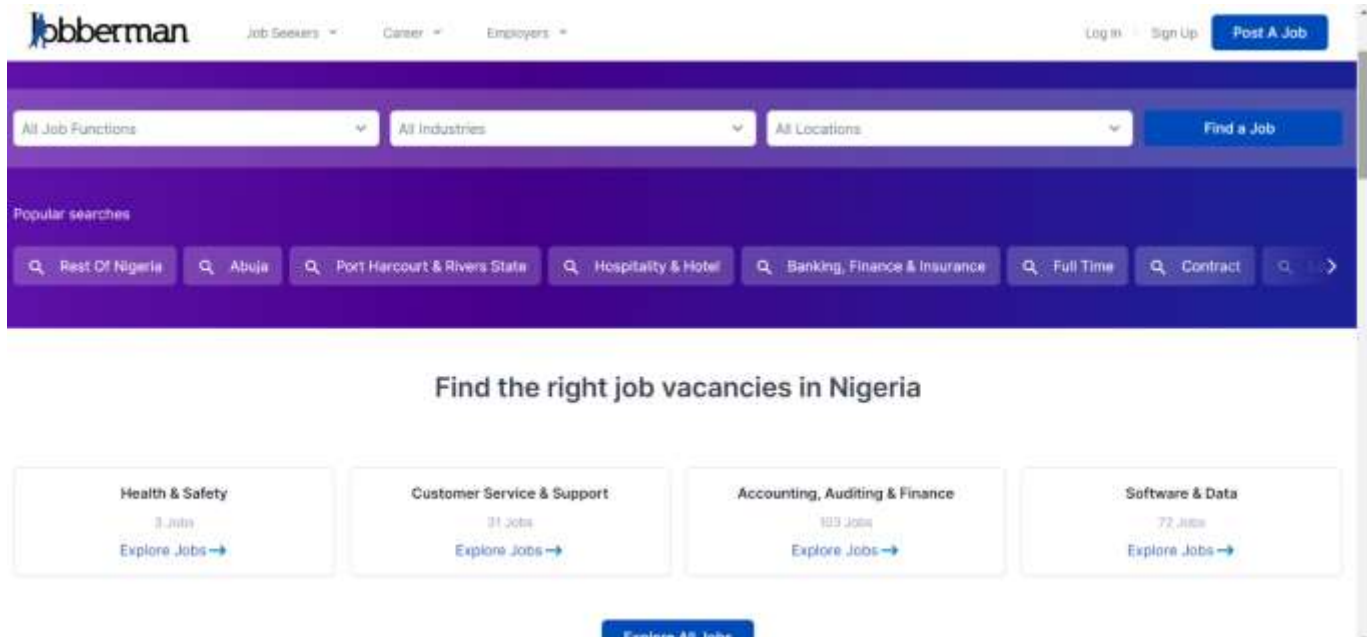 Jobberman Job Seekers Career Employers Log In Sign Up Post A Job
All Job Functions All Industries All Locations Find a Job
Popular searches
Rest Of Nigeria Abuja Port Harcourt & Rivers State Hospitality & Hotel Banking, Finance & Insurance Full Time Contract
Find the right job vacancies in Nigeria
Health & Safety Customer Service & Support Accounting, Auditing & Finance Software & Data
3 Jobs 31 Jobs 103 Jobs 72 Jobs
Explore Jobs Explore Jobs Explore Jobs Explore Jobs
Explore All Jobs